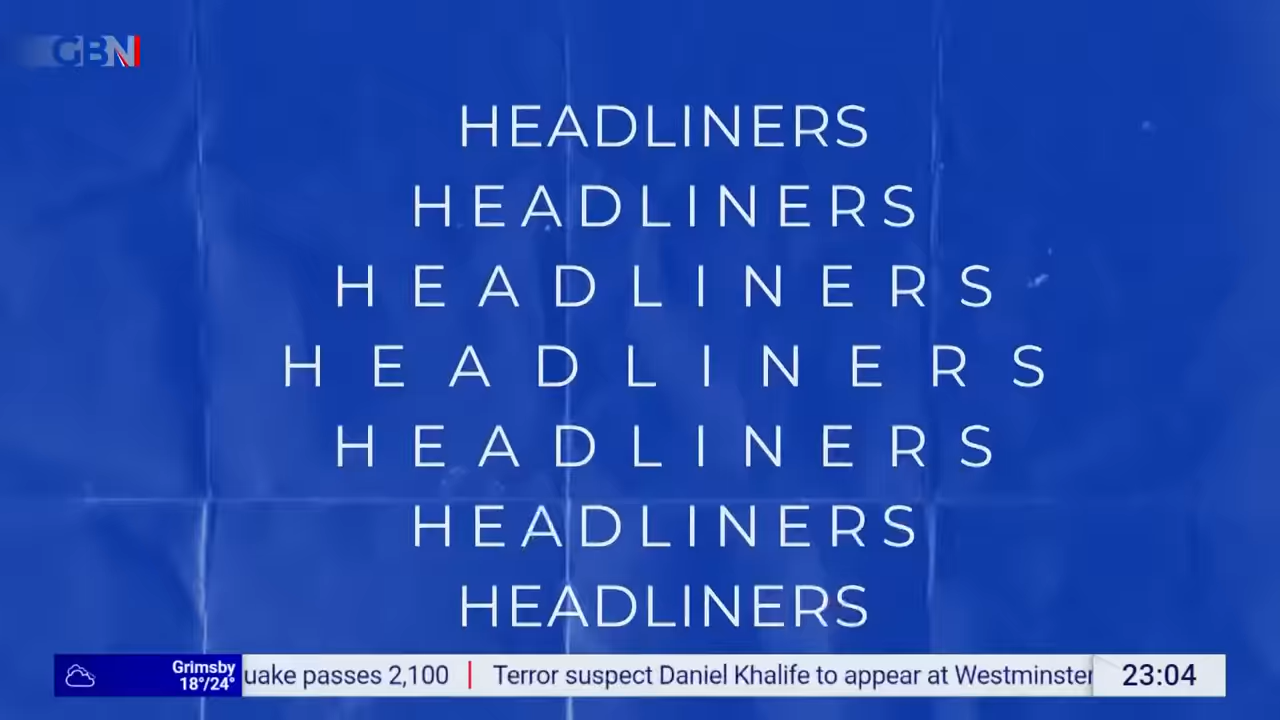 GBN
HEADLINERS
HEADLINERS
HEADLINERS
HEADLINERS
HEADLINERS
HEADLINERS
HEADLINERS
Grimsby
18°/24°
uake passes 2,100 | Terror suspect Daniel Khalife to appear at Westminster
23:04